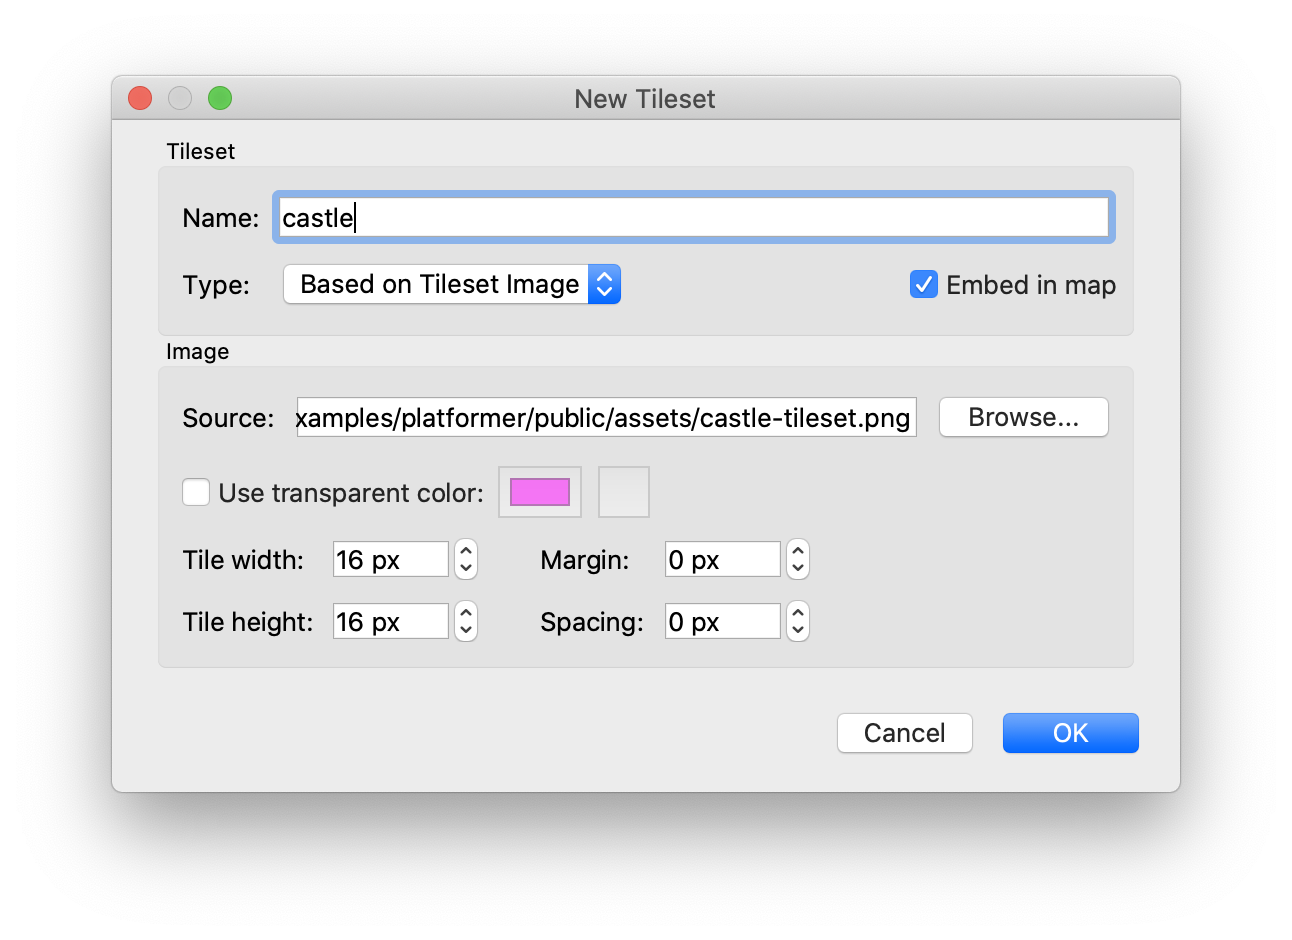 New Tileset
Tileset
Name: castle
Type: Based on Tileset Image Embed in map
Image
Source: xamples/platformer/public/assets/castle-tileset.png Browse...
Use transparent color:
Tile width: 16 px Margin: 0 px
Tile height: 16 px Spacing: 0 px
Cancel OK